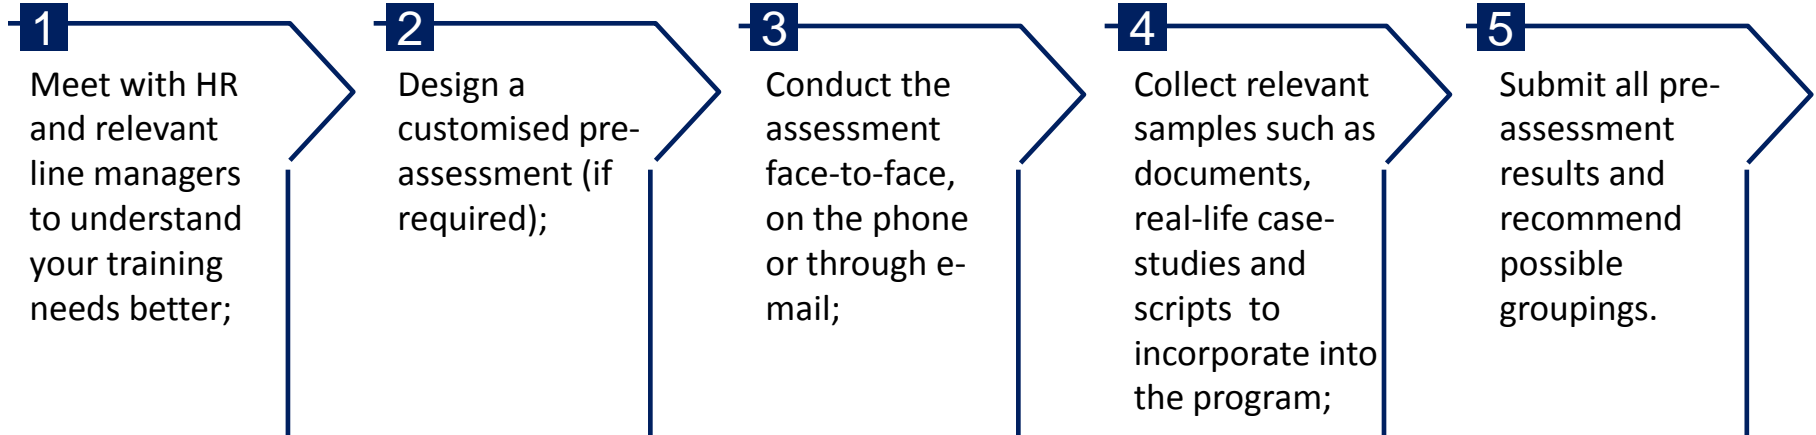 1
Meet with HR
and relevant
line managers
to understand
your training
needs better;
2
Design a
customised pre-
assessment (if
required);
3
Conduct the
assessment
face-to-face,
on the phone
or through e-
mail;
4
Collect relevant
samples such as
documents,
real-life case-
studies and
scripts  to
incorporate into
the program;
5
Submit all pre-
assessment
results and
recommend
possible
groupings.